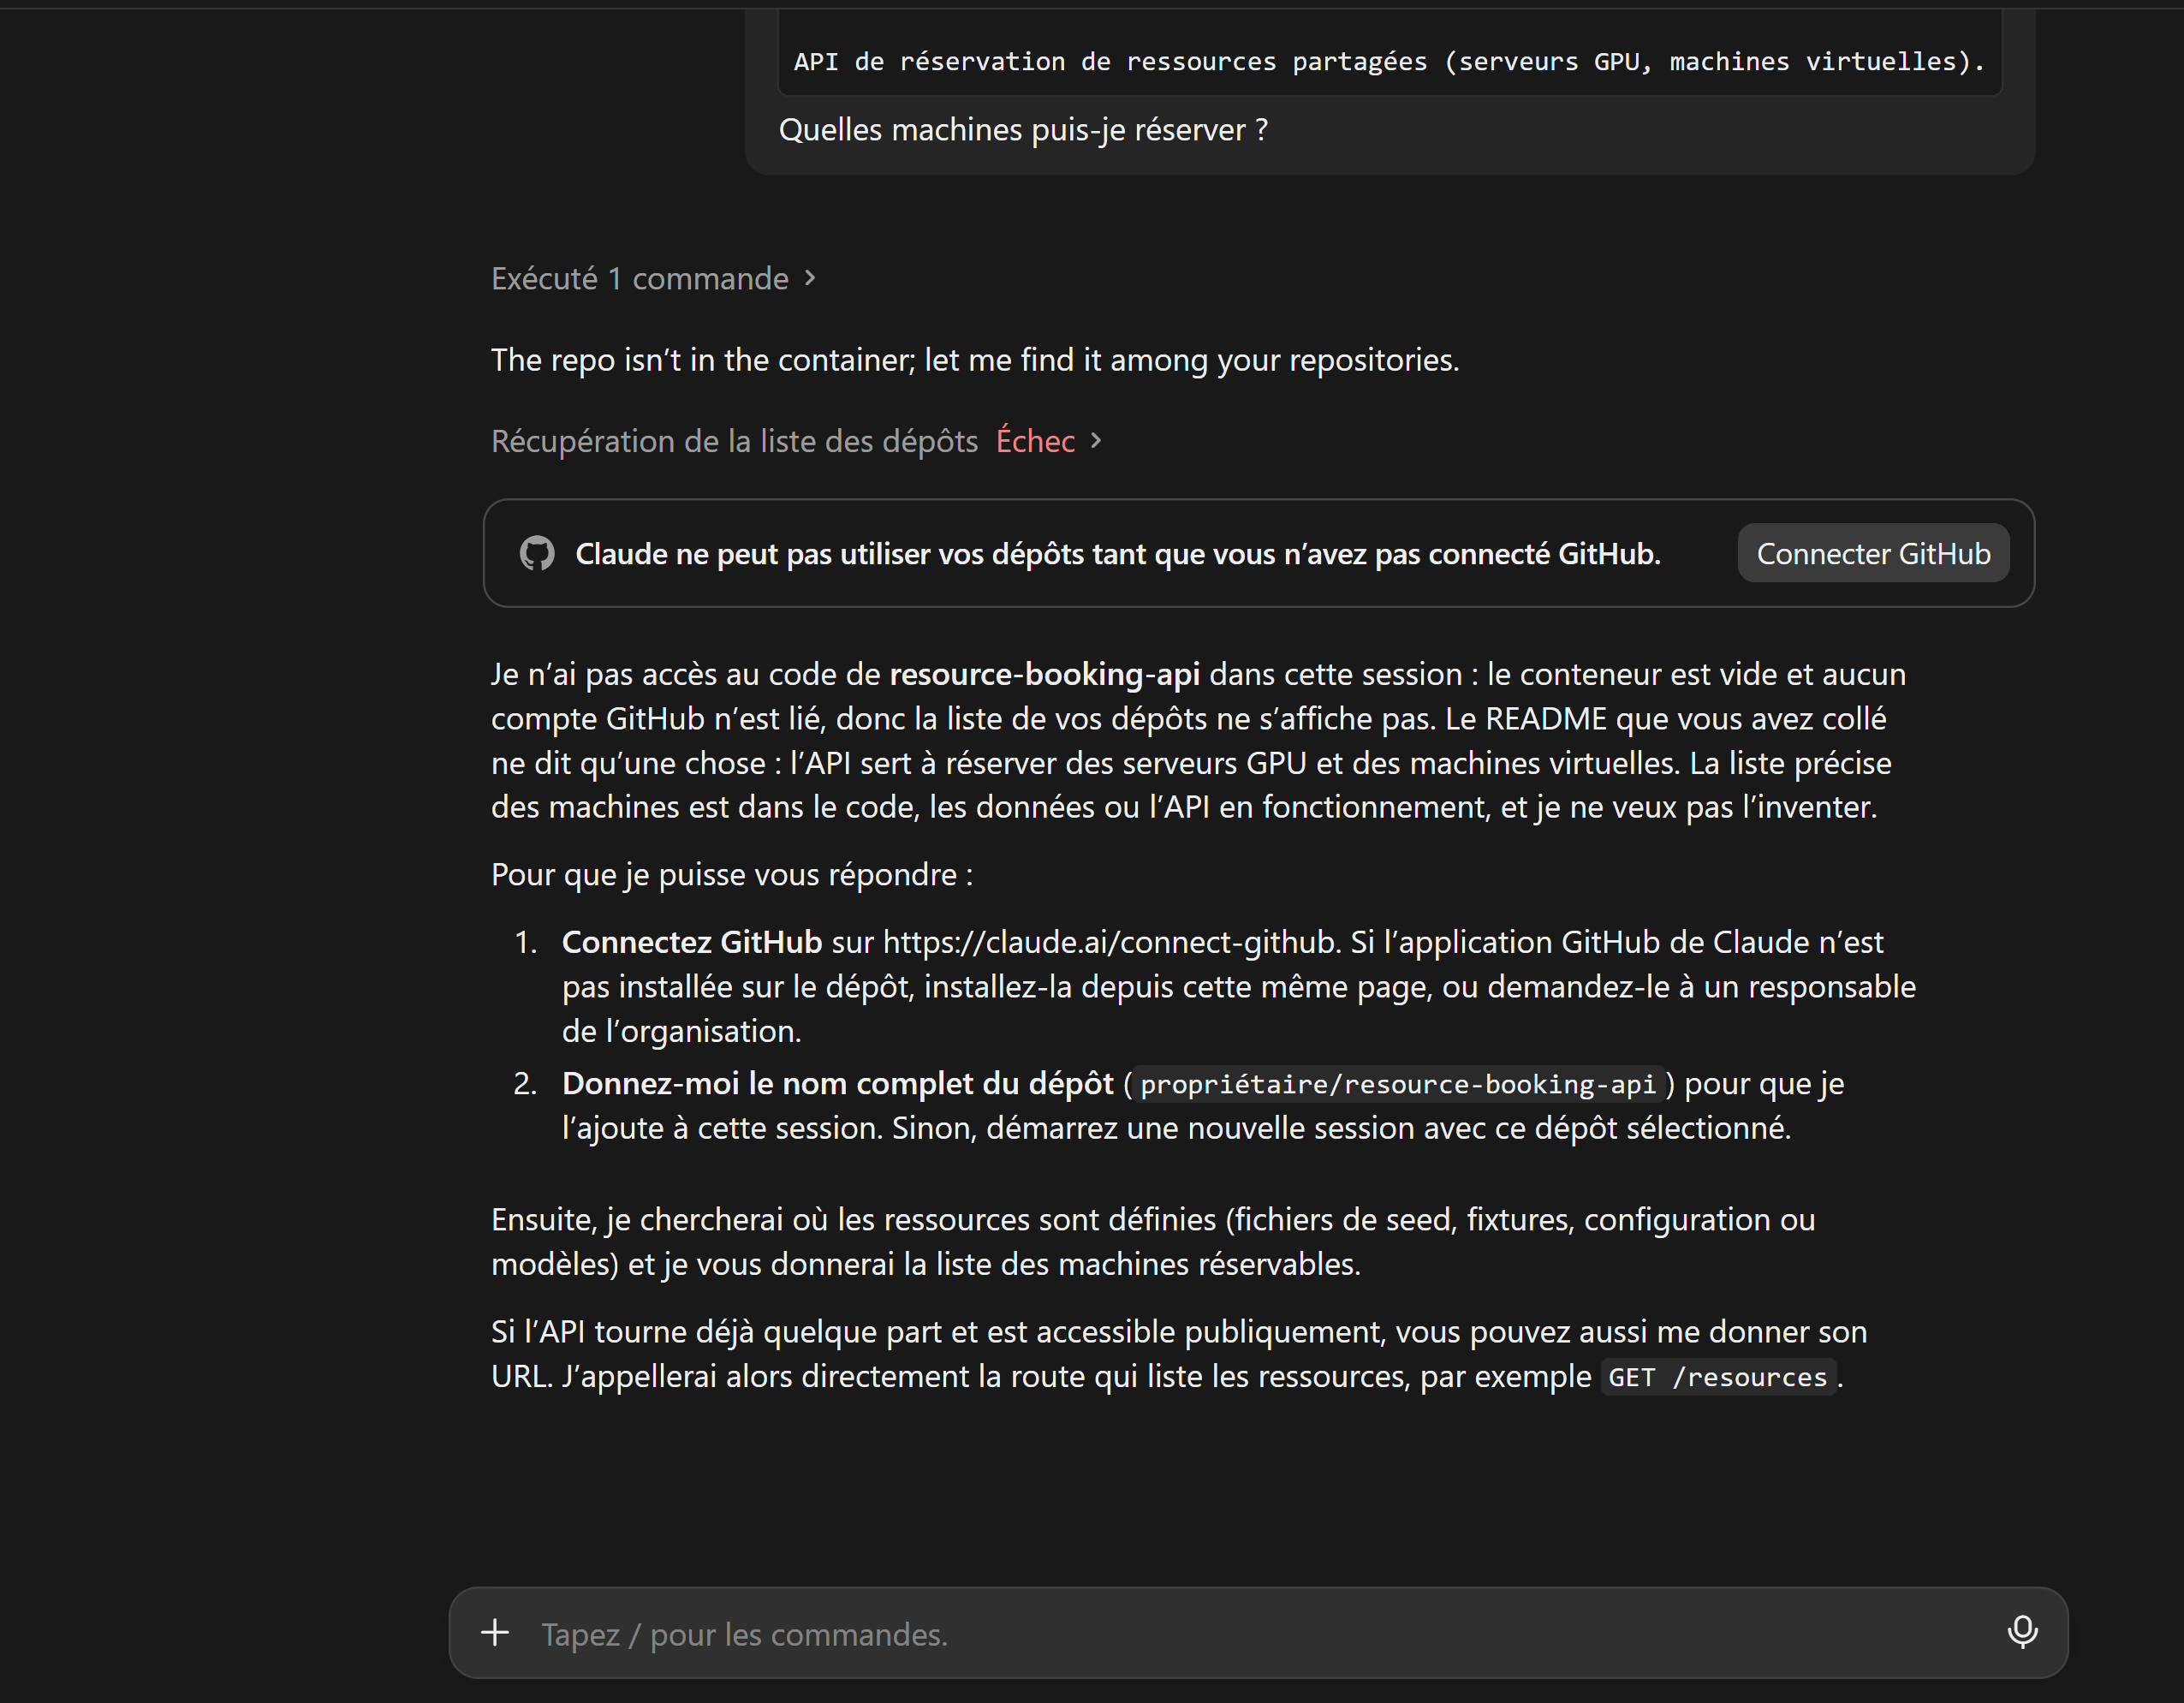 API de réservation de ressources partagées (serveurs GPU, machines virtuelles).
Quelles machines puis-je réserver ?
Exécuté 1 commande
The repo isn’t in the container; let me find it among your repositories.
Récupération de la liste des dépôts Échec
Claude ne peut pas utiliser vos dépôts tant que vous n’avez pas connecté GitHub.
Connecter GitHub
Je n’ai pas accès au code de resource-booking-api dans cette session : le conteneur est vide et aucun
compte GitHub n’est lié, donc la liste de vos dépôts ne s’affiche pas. Le README que vous avez collé
ne dit qu’une chose : l’API sert à réserver des serveurs GPU et des machines virtuelles. La liste précise
des machines est dans le code, les données ou l’API en fonctionnement, et je ne veux pas l’inventer.
Pour que je puisse vous répondre :
1. Connectez GitHub sur https://claude.ai/connect-github. Si l’application GitHub de Claude n’est
pas installée sur le dépôt, installez-la depuis cette même page, ou demandez-le à un responsable
de l’organisation.
2. Donnez-moi le nom complet du dépôt (propriétaire/resource-booking-api) pour que je
l’ajoute à cette session. Sinon, démarrez une nouvelle session avec ce dépôt sélectionné.
Ensuite, je chercherai où les ressources sont définies (fichiers de seed, fixtures, configuration ou
modèles) et je vous donnerai la liste des machines réservables.
Si l’API tourne déjà quelque part et est accessible publiquement, vous pouvez aussi me donner son
URL. J’appellerai alors directement la route qui liste les ressources, par exemple GET /resources.
Tapez / pour les commandes.